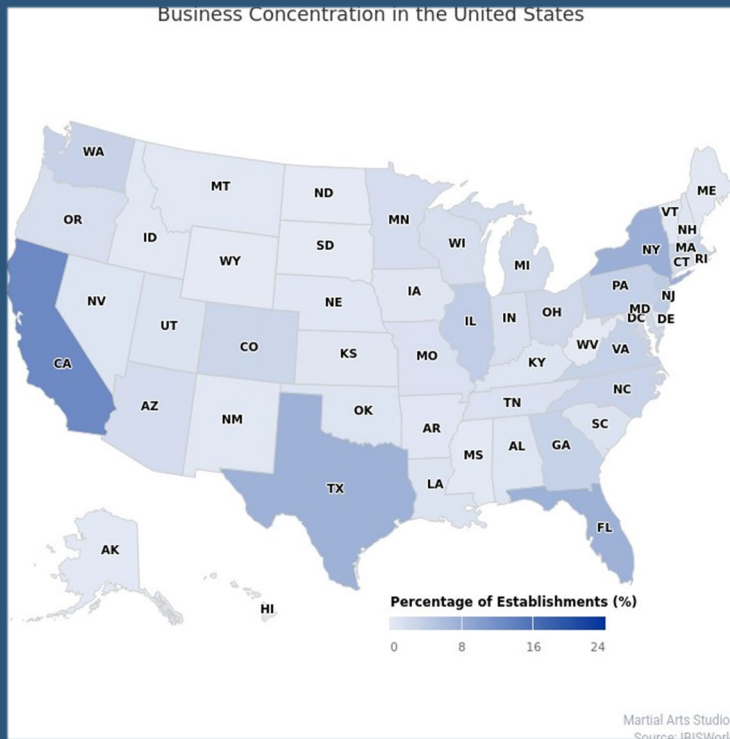 Business Concentration in the United States
WA
MT
ND
MN
ME
VT
NH
OR
ID
SD
WI
NY
MA
WY
MI
CT RI
NV
NE
IA
PA
NJ
UT
IL
IN
OH
MD
DC
DE
CO
KS
MO
KY
WV
VA
CA
AZ
NM
OK
AR
TN
NC
SC
MS
AL
GA
TX
LA
FL
AK
HI
Percentage of Establishments (%)
0 8 16 24
Martial Arts Studio
Source: IBISWorl